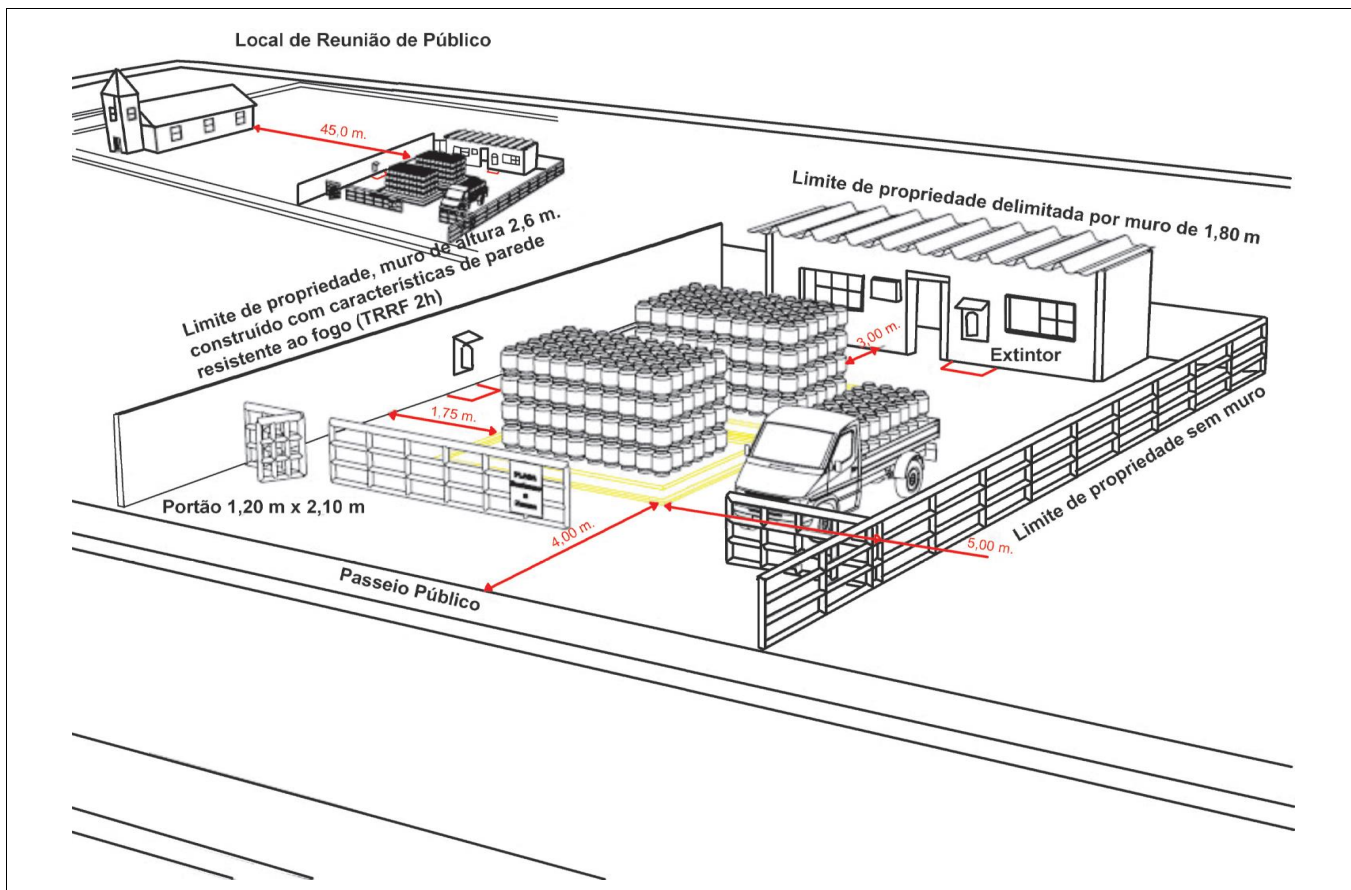 Local de Reunião de Público
45,0 m.
Limite de propriedade delimitada por muro de 1,80 m
Limite de propriedade, muro de altura 2,6 m.
construído com características de parede
resistente ao fogo (TRRF 2h)
3,00 m.
Extintor
1,75 m.
PLACA
Portão 1,20 m x 2,10 m
4,00 m.
5,00 m.
Limite de propriedade sem muro
Passeio Público